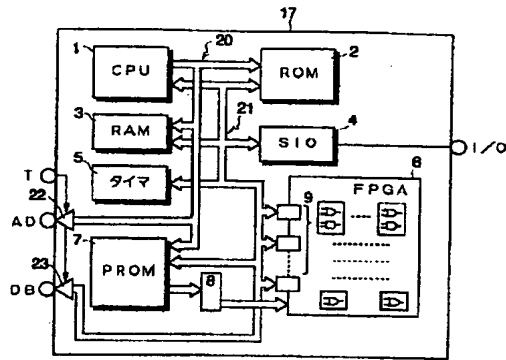 17
1
CPU
20
2
ROM
3
RAM
21
4
SIO
I/O
5
タイマ
6
FPGA
T
22
AD
9
7
PROM
8
23
DB